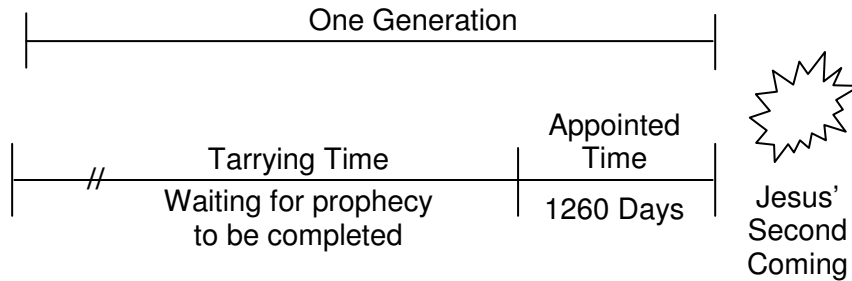 One Generation
Appointed
Time
Tarrying Time
Waiting for prophecy
to be completed
1260 Days
Jesus’
Second
Coming